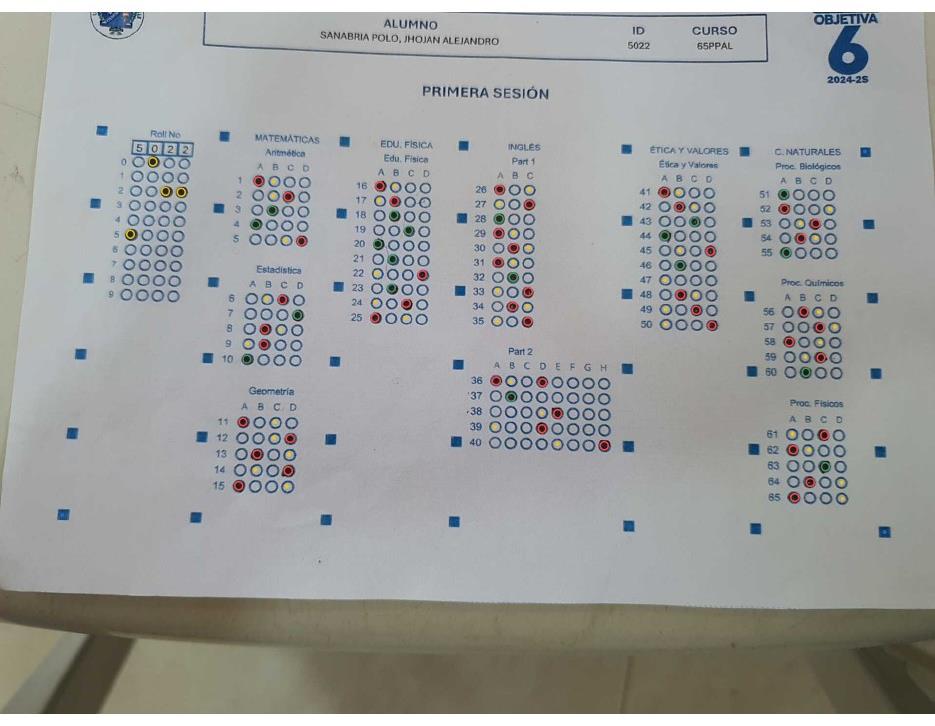 ALUMNO
SANABRIA POLO, JHOJAN ALEJANDRO
ID
5022
CURSO
65PPAL
OBJETIVA
6
2024-2S
PRIMERA SESIÓN
Roll No
5 0 2 2
0
1
2
3
4
5
6
7
8
9
MATEMÁTICAS
Aritmética
A B C D
1
2
3
4
5
Estadística
A B C D
6
7
8
9
10
Geometría
A B C D
11
12
13
14
15
EDU. FÍSICA
Edu. Física
A B C D
16
17
18
19
20
21
22
23
24
25
INGLÉS
Part 1
A B C
26
27
28
29
30
31
32
33
34
35
Part 2
A B C D E F G H
36
37
38
39
40
ÉTICA Y VALORES
Ética y Valores
A B C D
41
42
43
44
45
46
47
48
49
50
C. NATURALES
Proc. Biológicos
A B C D
51
52
53
54
55
Proc. Químicos
A B C D
56
57
58
59
60
Proc. Físicos
A B C D
61
62
63
64
65